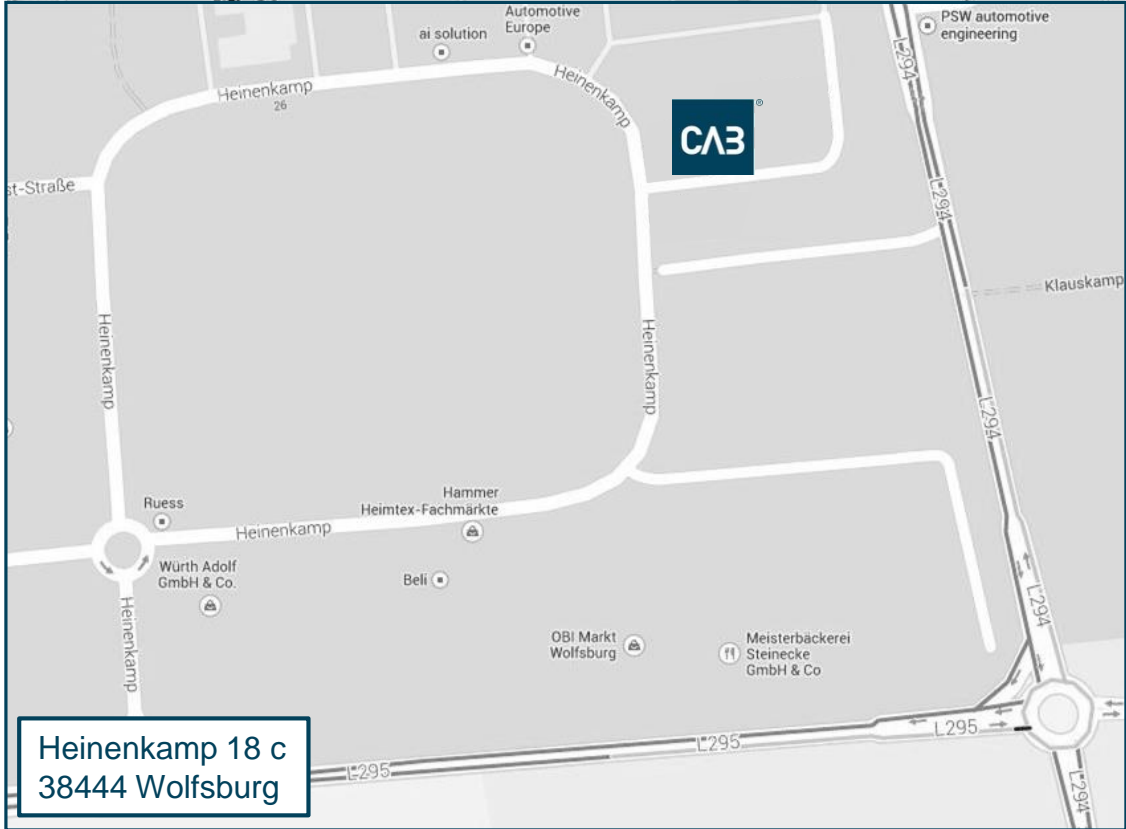 PSW automotive
engineering
Automotive
Europe
ai solution
L294
Heinenkamp
Heinenkamp
26
CAB
®
st-Straße
L294
Klauskamp
Heinenkamp
Heinenkamp
L294
Hammer
Heimtex-Fachmärkte
Ruess
Heinenkamp
Würth Adolf
GmbH & Co.
Beli
L294
Heinenkamp
OBI Markt
Wolfsburg
Meisterbäckerei
Steinecke
GmbH & Co
L295
L295
L295
L294
Heinenkamp 18 c
38444 Wolfsburg